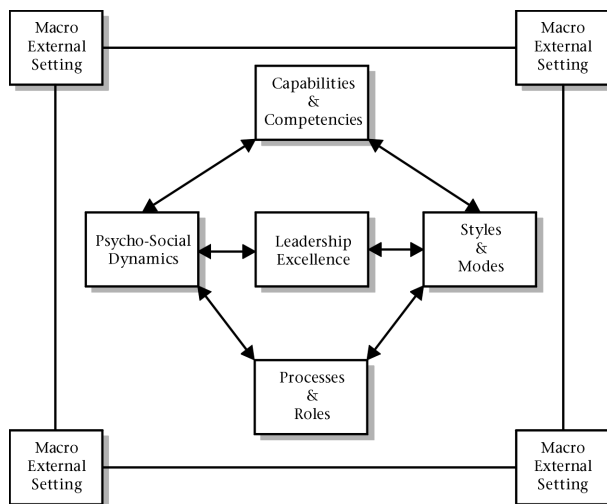 Macro
External
Setting
Macro
External
Setting
Capabilities
&
Competencies
Psycho-Social
Dynamics
Leadership
Excellence
Styles
&
Modes
Processes
&
Roles
Macro
External
Setting
Macro
External
Setting